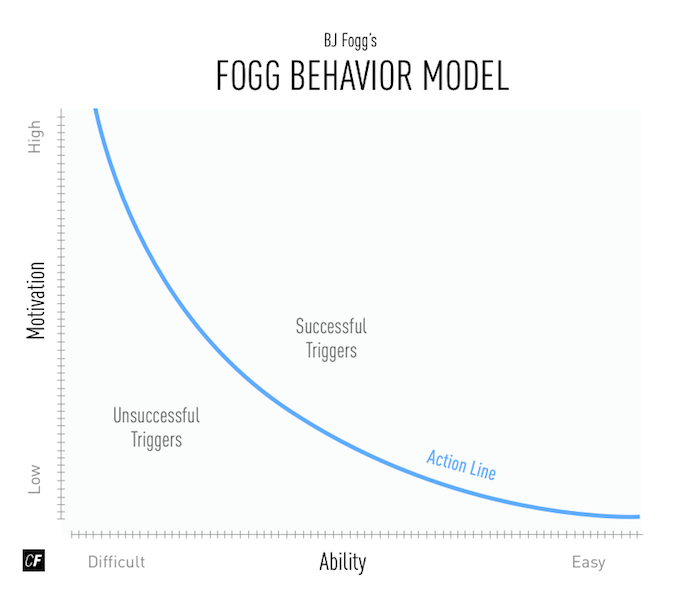 BJ Fogg's
FOGG BEHAVIOR MODEL
High
Motivation
Low
Successful
Triggers
Unsuccessful
Triggers
Action Line
CF
Difficult
Ability
Easy